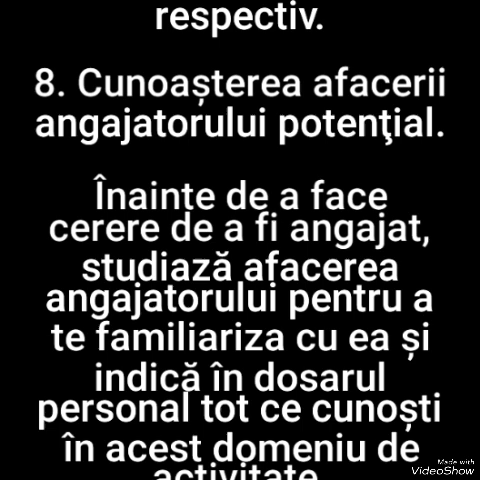 respectiv.
8. Cunoașterea afacerii
angajatorului potenţial.
Înainte de a face
cerere de a fi angajat,
studiază afacerea
angajatorului pentru a
te familiariza cu ea și
indică în dosarul
personal tot ce cunoști
în acest domeniu de
activitate
Made with
VideoShow